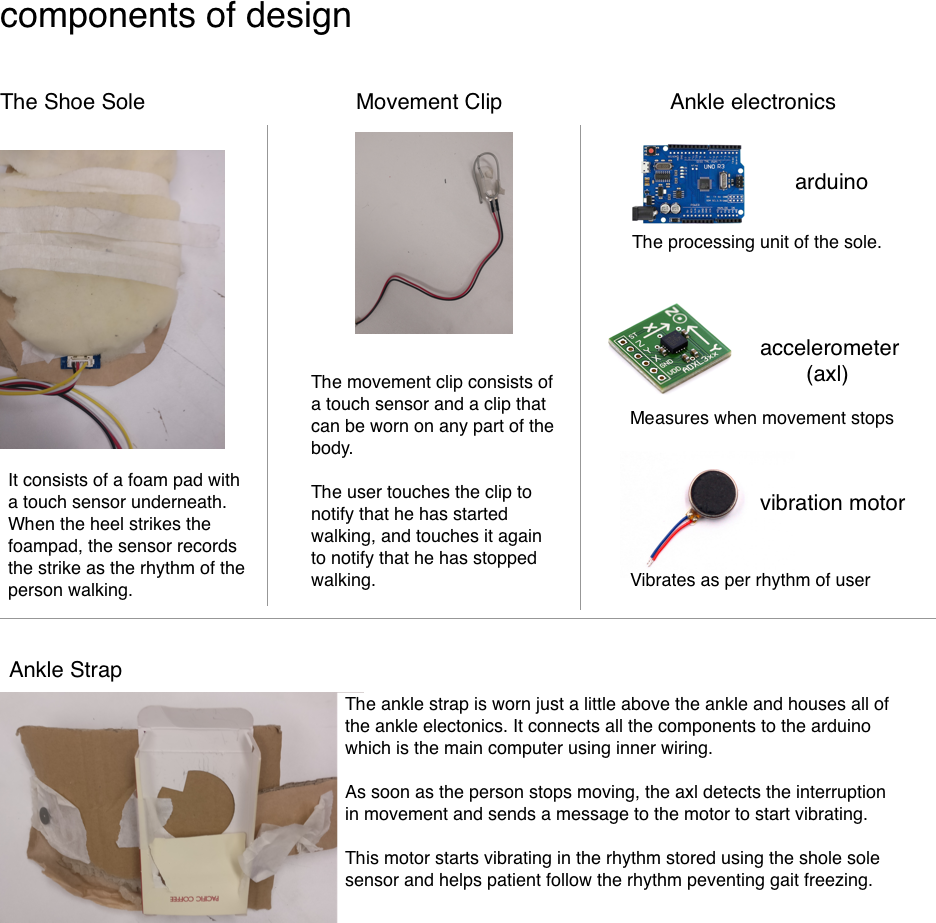 components of design
The Shoe Sole
Movement Clip
Ankle electronics
It consists of a foam pad with
a touch sensor underneath.
When the heel strikes the
foampad, the sensor records
the strike as the rhythm of the
person walking.
The movement clip consists of
a touch sensor and a clip that
can be worn on any part of the
body.
The user touches the clip to
notify that he has started
walking, and touches it again
to notify that he has stopped
walking.
UNO R3
arduino
The processing unit of the sole.
Z
X
Y
ST
Z
Y
X
GND
VDD
ADXL3xx
accelerometer
(axl)
Measures when movement stops
vibration motor
Vibrates as per rhythm of user
Ankle Strap
PACIFIC COFFEE
The ankle strap is worn just a little above the ankle and houses all of
the ankle electonics. It connects all the components to the arduino
which is the main computer using inner wiring.
As soon as the person stops moving, the axl detects the interruption
in movement and sends a message to the motor to start vibrating.
This motor starts vibrating in the rhythm stored using the shole sole
sensor and helps patient follow the rhythm peventing gait freezing.